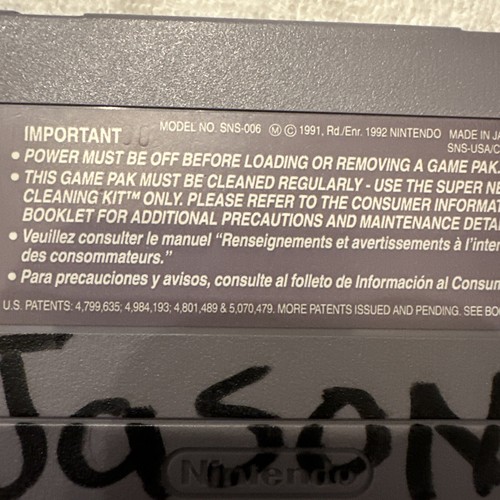 IMPORTANT
MODEL NO. SNS-006 Ⓜ © 1991, Rd./Enr. 1992 NINTENDO MADE IN JA
SNS-USA/C
• POWER MUST BE OFF BEFORE LOADING OR REMOVING A GAME PAK.
• THIS GAME PAK MUST BE CLEANED REGULARLY - USE THE SUPER N
CLEANING KIT™ ONLY. PLEASE REFER TO THE CONSUMER INFORMAT
BOOKLET FOR ADDITIONAL PRECAUTIONS AND MAINTENANCE DETA
• Veuillez consulter le manuel "Renseignements et avertissements à l'inter
des consommateurs."
• Para precauciones y avisos, consulte al folleto de Información al Consum
U.S. PATENTS: 4,799,635; 4,984,193; 4,801,489 & 5,070,479. MORE PATENTS ISSUED AND PENDING. SEE BO
JaSON
Nintendo